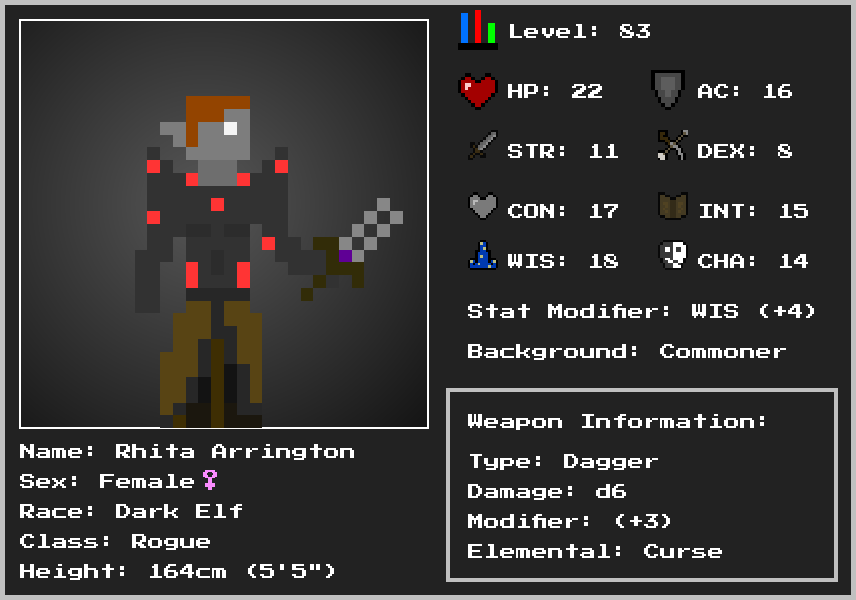 Level: 83
HP: 22
AC: 16
STR: 11
DEX: 8
CON: 17
INT: 15
WIS: 18
CHA: 14
Stat Modifier: WIS (+4)
Background: Commoner
Weapon Information:
Type: Dagger
Damage: d6
Modifier: (+3)
Elemental: Curse
Name: Rhita Arrington
Sex: Female♀
Race: Dark Elf
Class: Rogue
Height: 164cm (5'5")